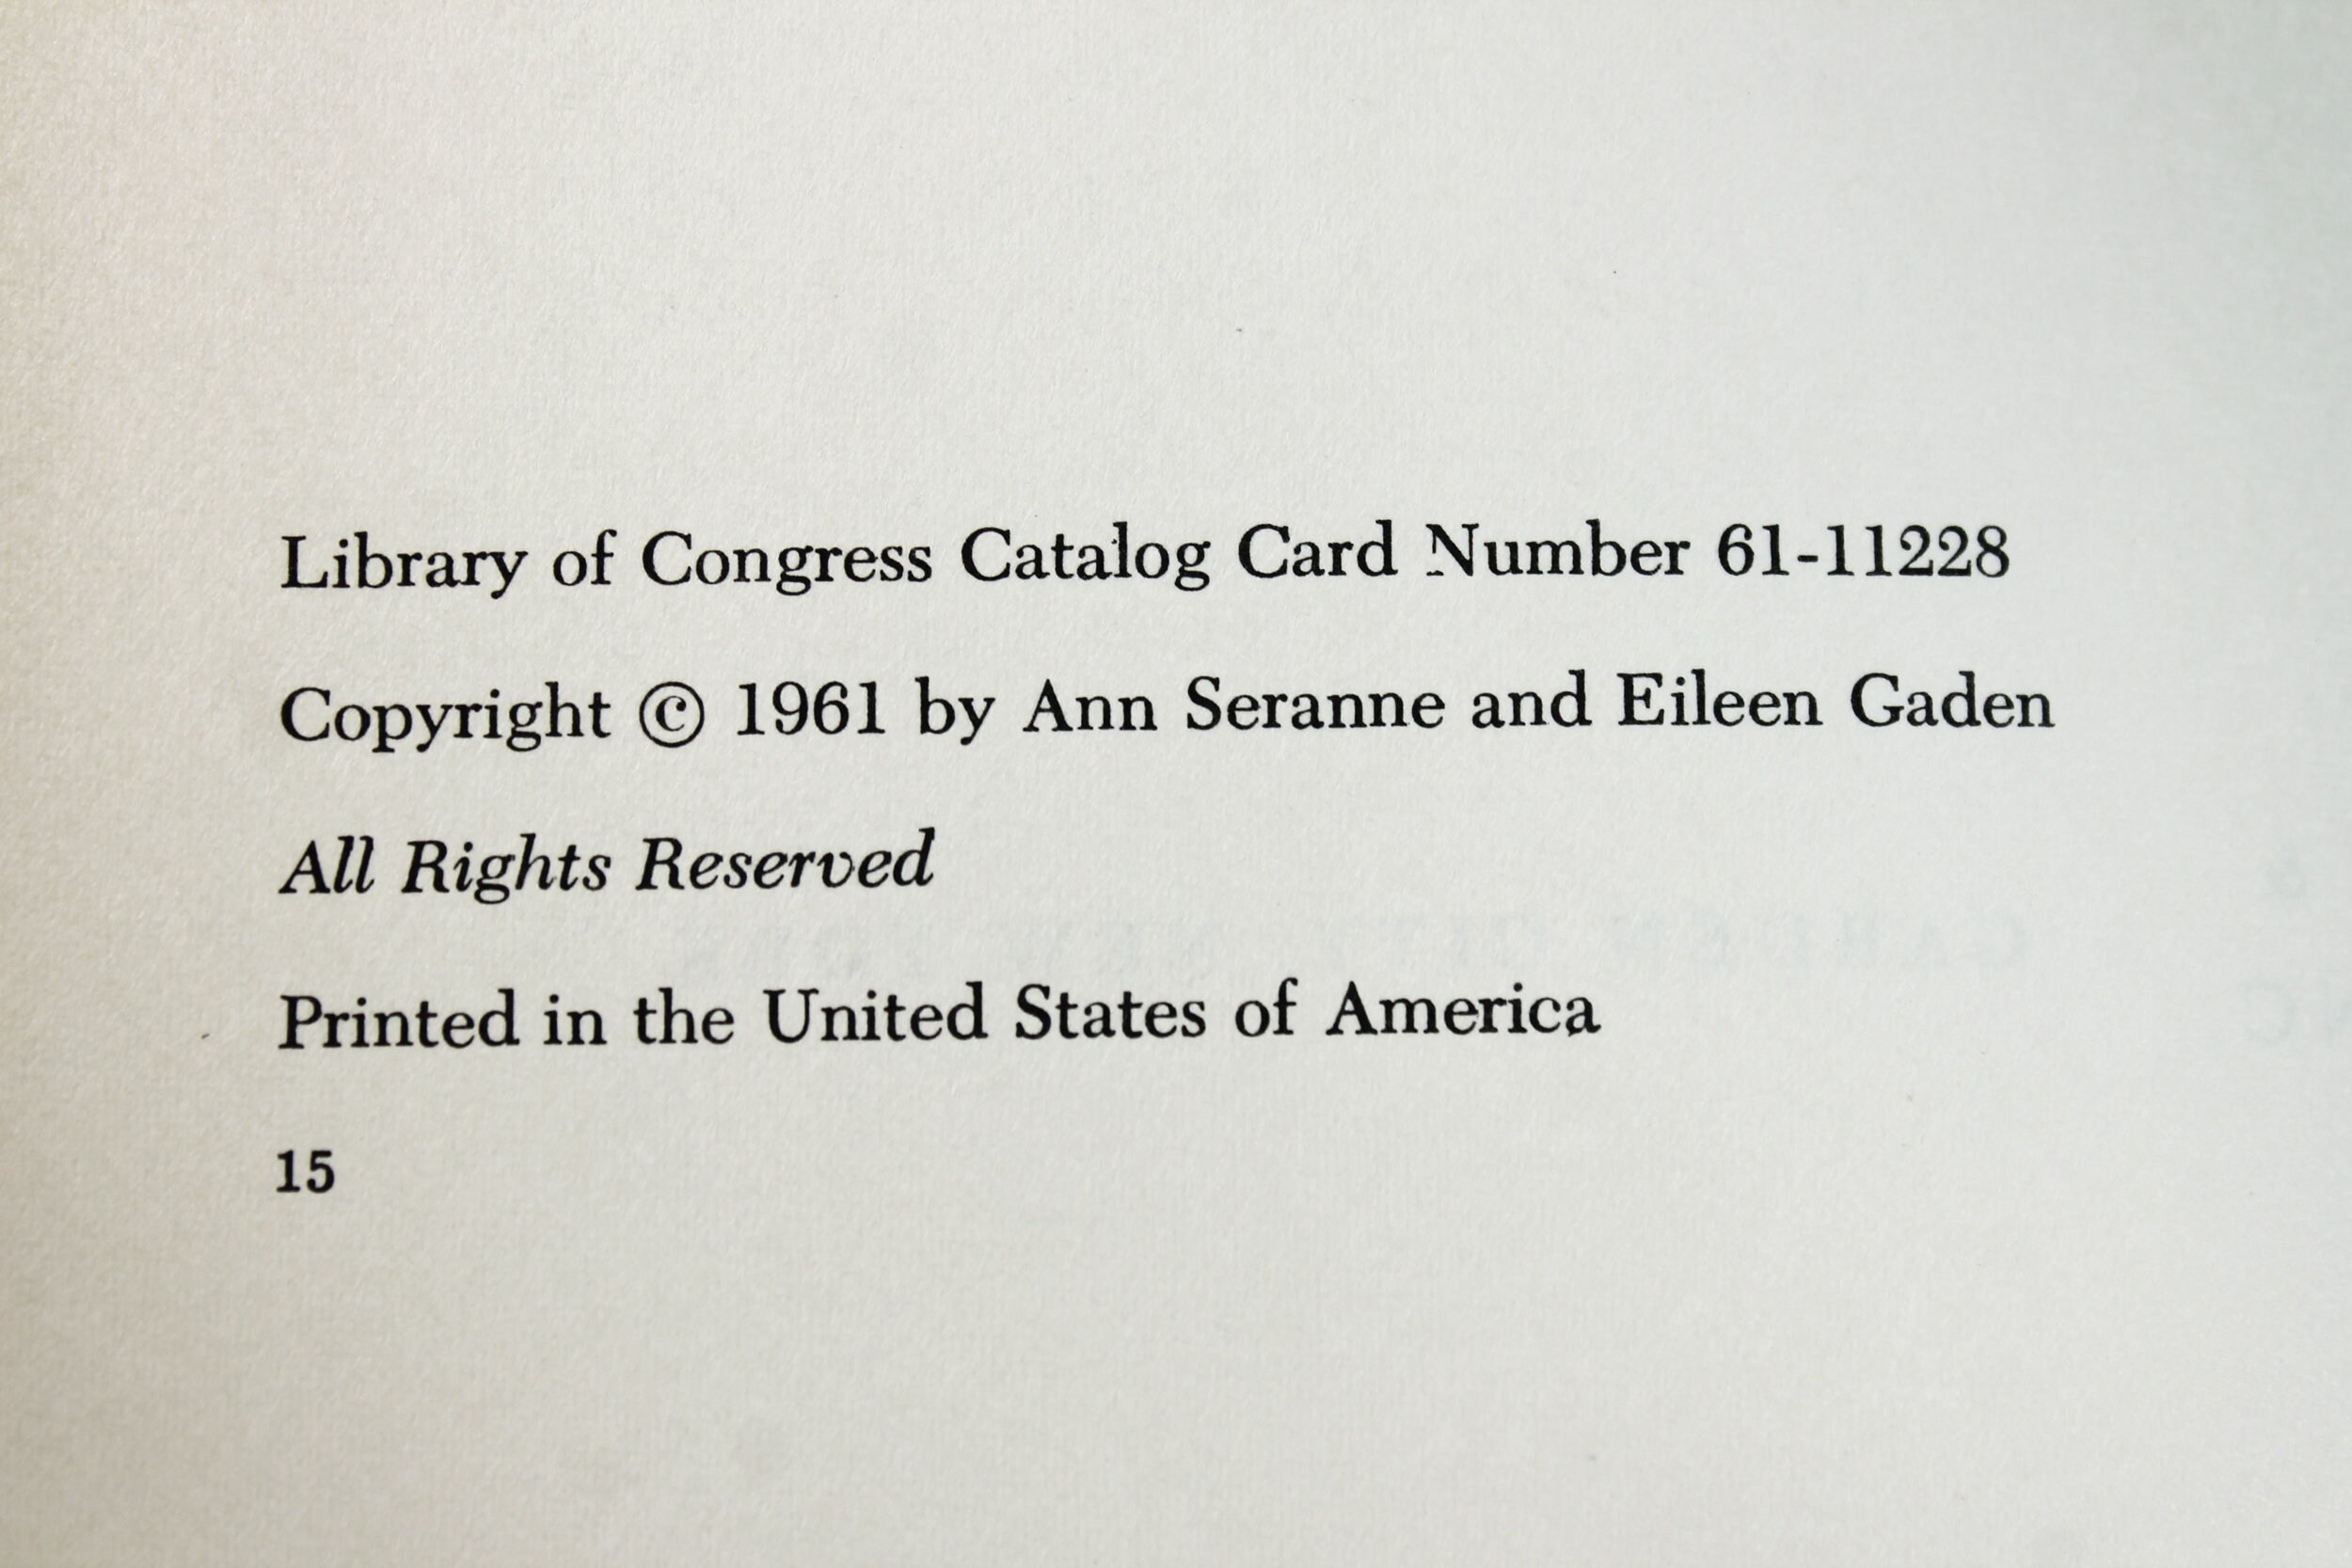 Library of Congress Catalog Card Number 61-11228
Copyright © 1961 by Ann Seranne and Eileen Gaden
All Rights Reserved
Printed in the United States of America
15